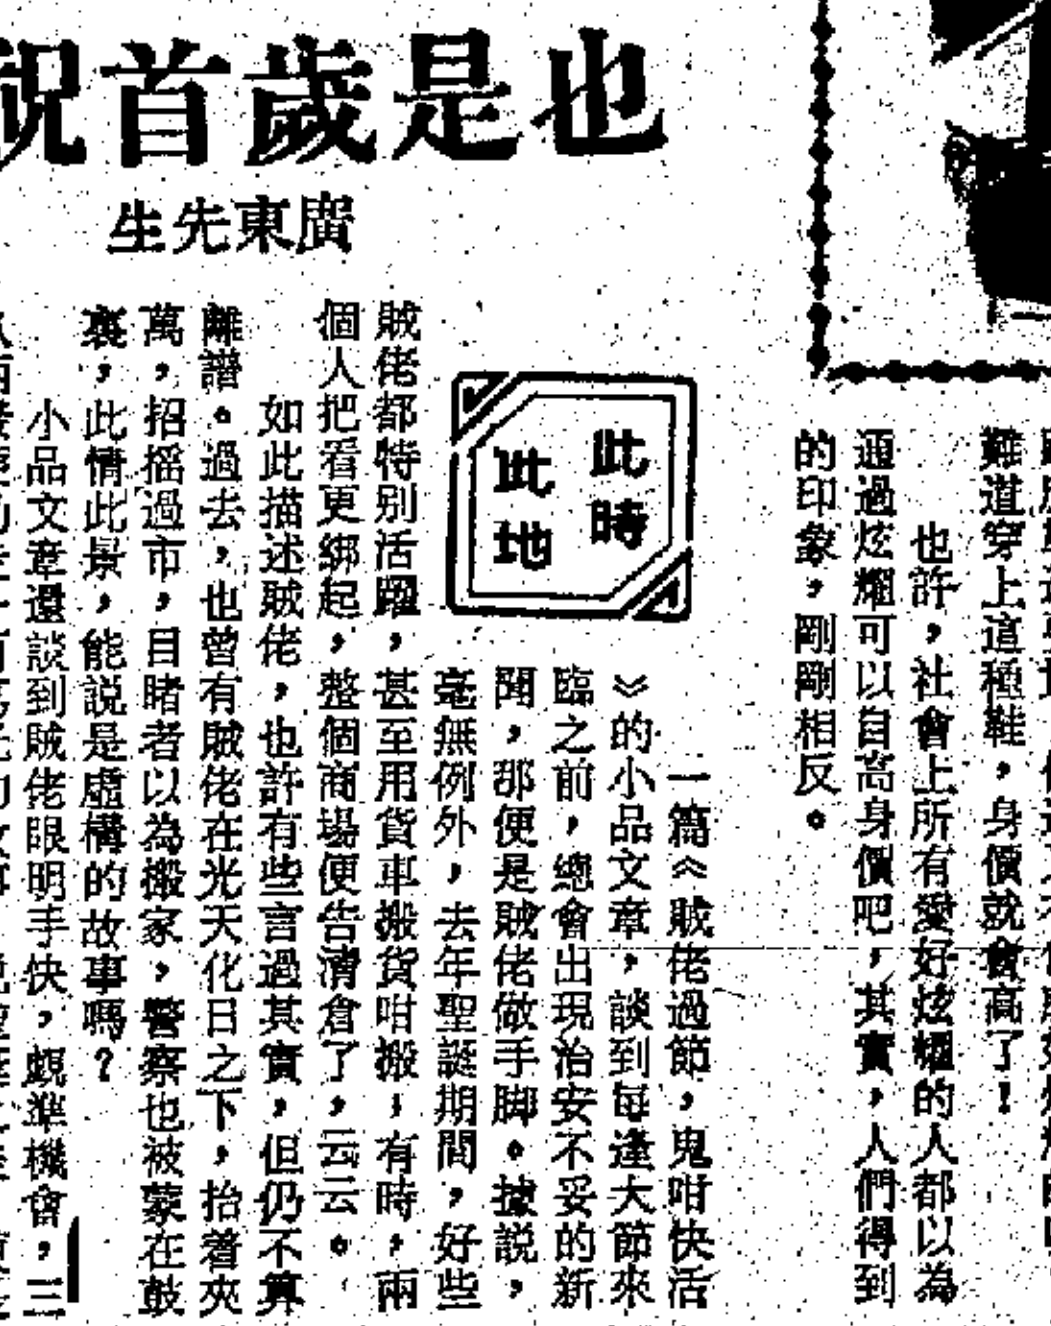 難道穿上這種鞋，身價就會高了！
也許，社會上所有愛好炫耀的人都以為
通過炫耀可以自高身價吧，其實，人們得到
的印象，剛剛相反。
也是歲首祝
廣東先生
此時
此地
一篇《賊佬過節，鬼咁快活
》的小品文章，談到每逢大節來
臨之前，總會出現治安不妥的新
聞，那便是賊佬做手脚。據説，
毫無例外，去年聖誕期間，好些
賊佬都特别活躍，甚至用貨車搬貨咁搬；有時，兩
個人把看更綁起，整個商場便告清倉了，云云。
如此描述賊佬，也許有些言過其實，但仍不算
離譜。過去，也曾有賊佬在光天化日之下，抬着夾
萬，招搖過市，目睹者以為搬家，警察也被蒙在鼓
裏，此情此景，能説是虛構的故事嗎？
小品文章還談到賊佬眼明手快，覷準機會，三